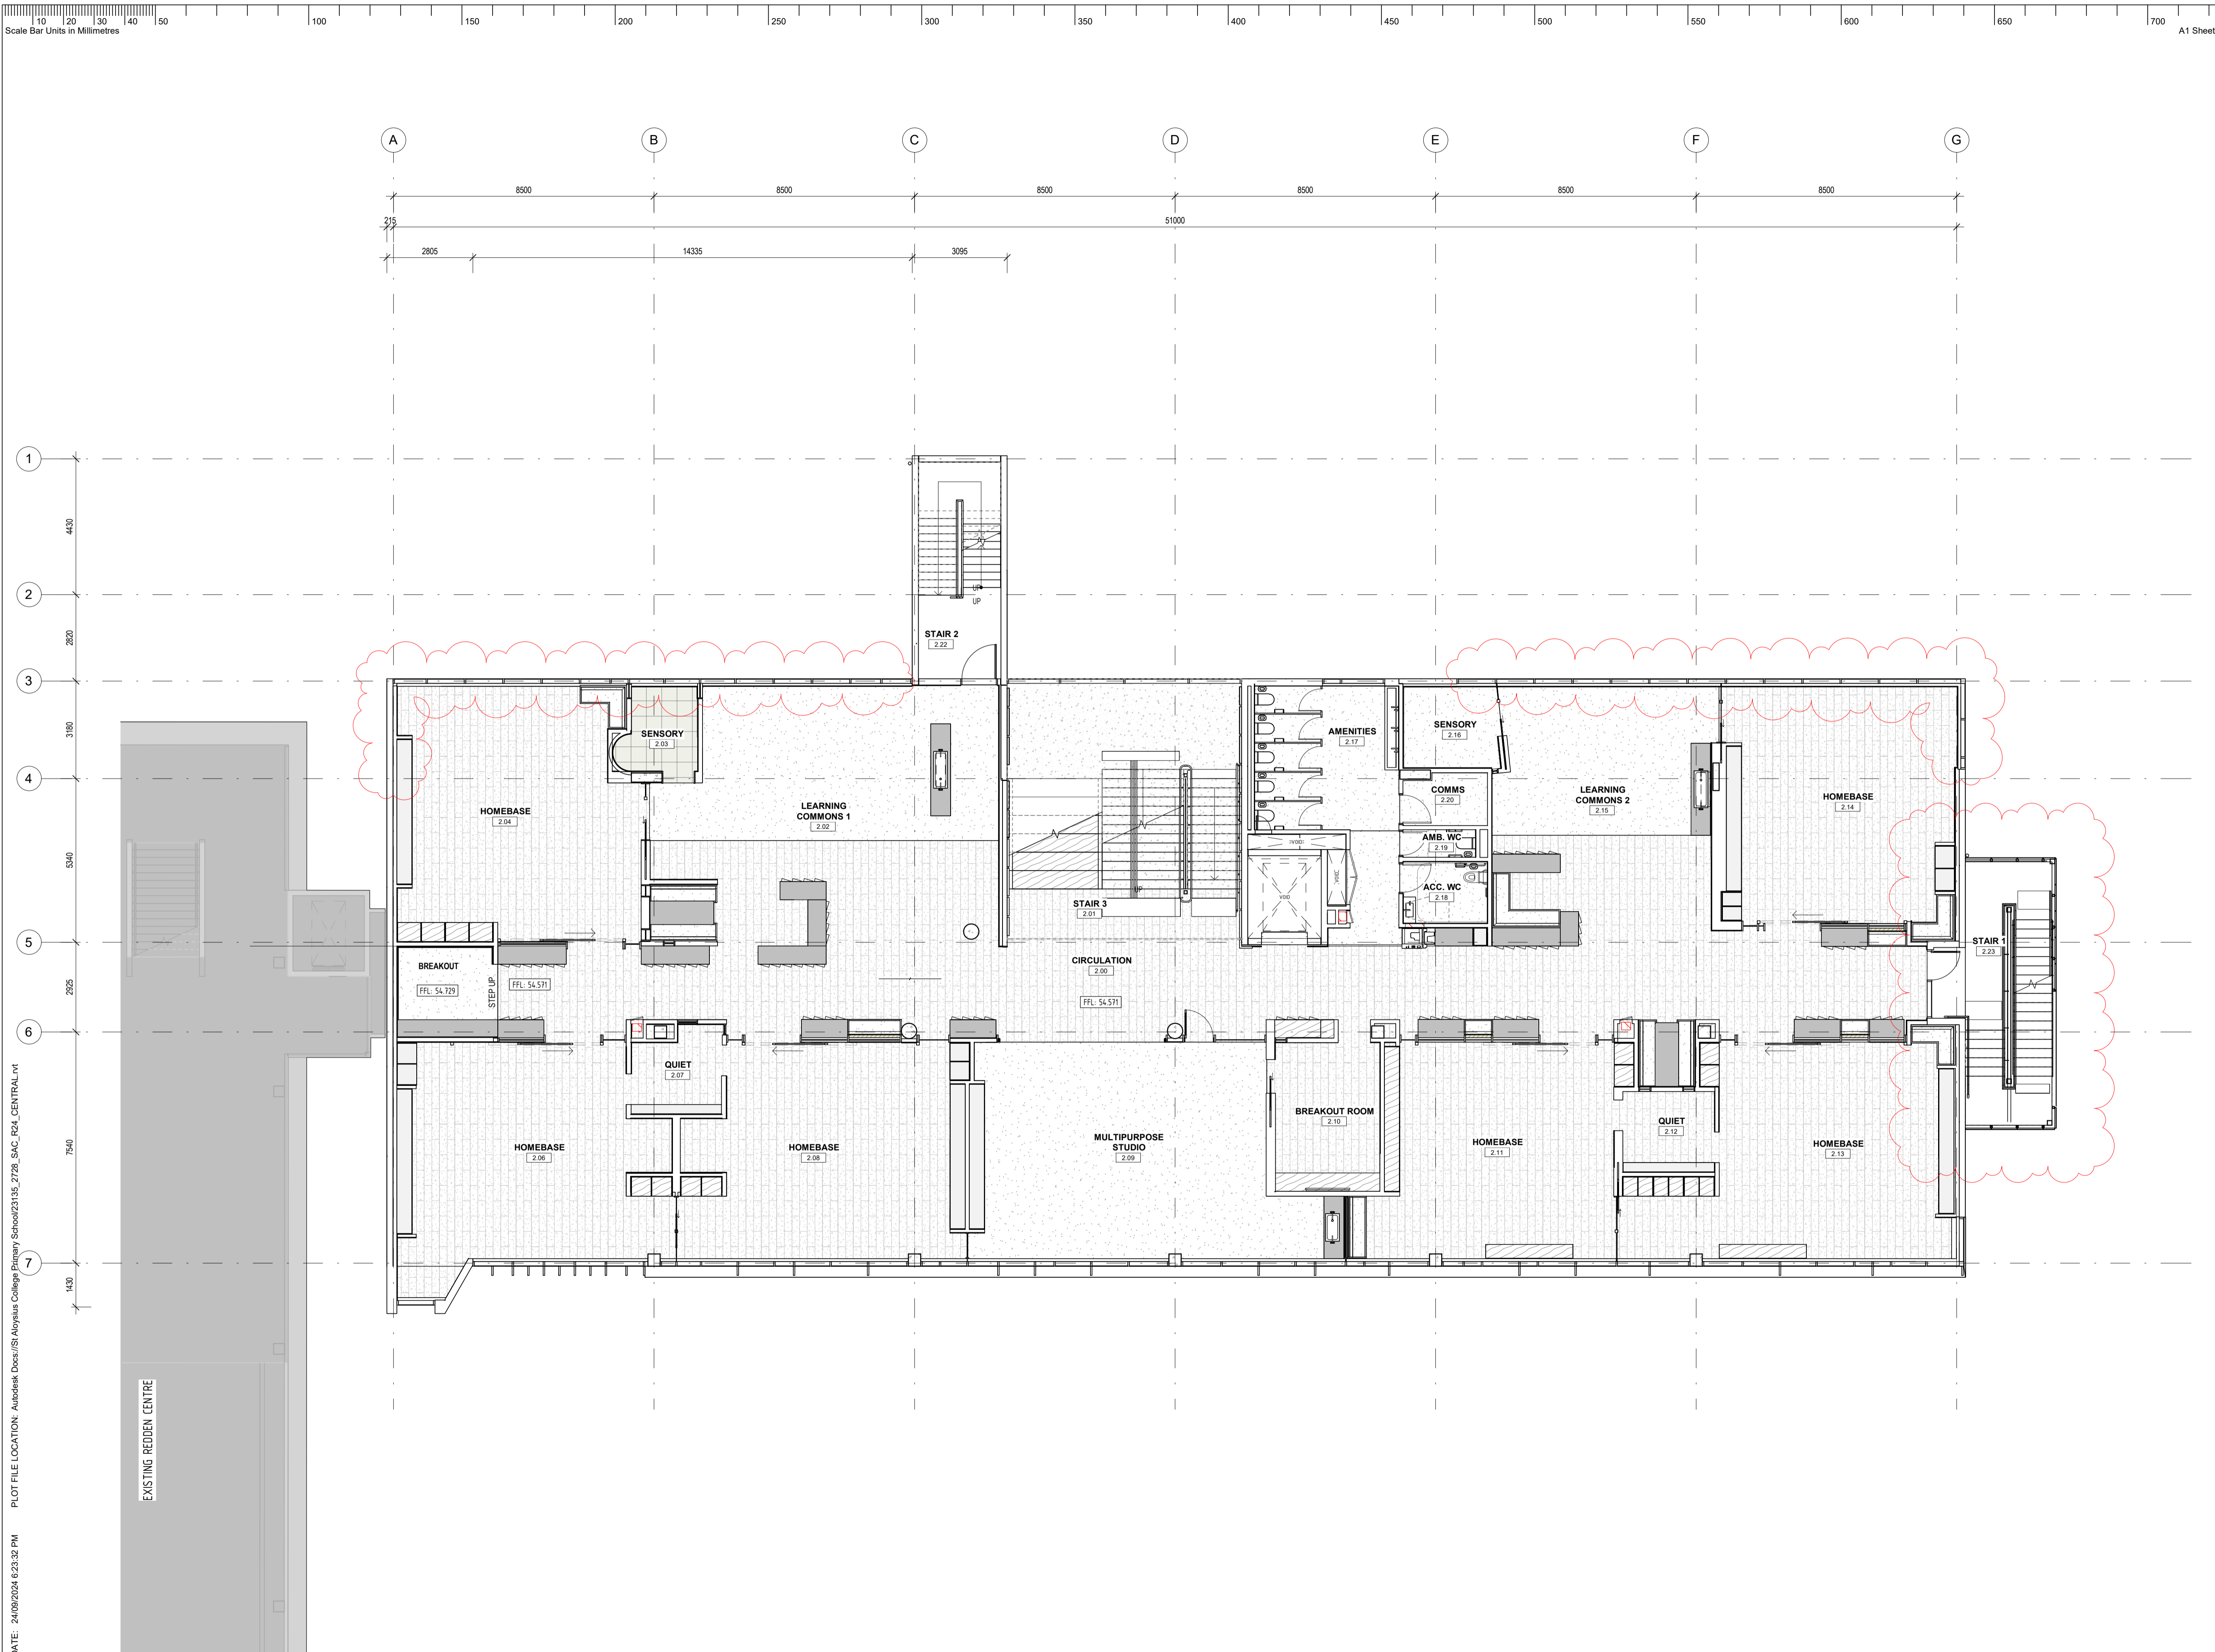 10 20 30 40 50 100 150 200 250 300 350 400 450 500 550 600 650 700
Scale Bar Units in Millimetres
A1 Sheet
A B C D E F G
8500 8500 8500 8500 8500 8500
215 51000
2805 14335 3095
1
4430
2
UP
UP
2820
STAIR 2
2.22
3
3180
SENSORY
2.03
AMENITIES
2.17
SENSORY
2.16
4
HOMEBASE
2.04
LEARNING
COMMONS 1
2.02
COMMS
2.20
LEARNING
COMMONS 2
2.15
HOMEBASE
2.14
5340
AMB. WC
2.19
VOID
VOID
VOID
UP
ACC. WC
2.18
STAIR 3
2.01
5
STAIR 1
2.23
BREAKOUT
FFL: 54.729
STEP UP
FFL: 54.571
CIRCULATION
2.00
FFL: 54.571
2925
6
QUIET
2.07
BREAKOUT ROOM
2.10
QUIET
2.12
HOMEBASE
2.06
HOMEBASE
2.08
MULTIPURPOSE
STUDIO
2.09
HOMEBASE
2.11
HOMEBASE
2.13
7540
7
1430
EXISTING REDDEN CENTRE
PLOT FILE LOCATION: Autodesk Docs://St Aloysius College Primary School/23135_2728_SAC_R24_CENTRAL.rvt
DATE: 24/09/2024 6:23:32 PM